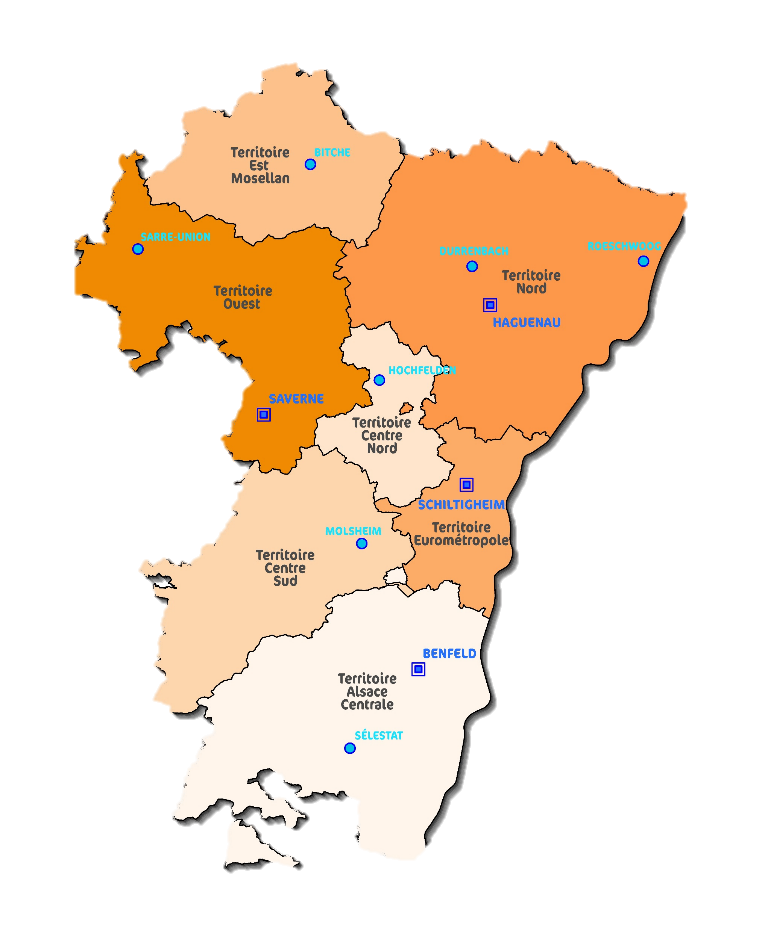 BITCHE
Territoire
Est
Mosellan
SARRE-UNION
DURRENBACH
ROESCHWOOG
Territoire
Nord
Territoire
Ouest
HAGUENAU
HOCHFELDEN
SAVERNE
Territoire
Centre
Nord
SCHILTIGHEIM
Territoire
Eurométropole
MOLSHEIM
Territoire
Centre
Sud
BENFELD
Territoire
Alsace
Centrale
SÉLESTAT